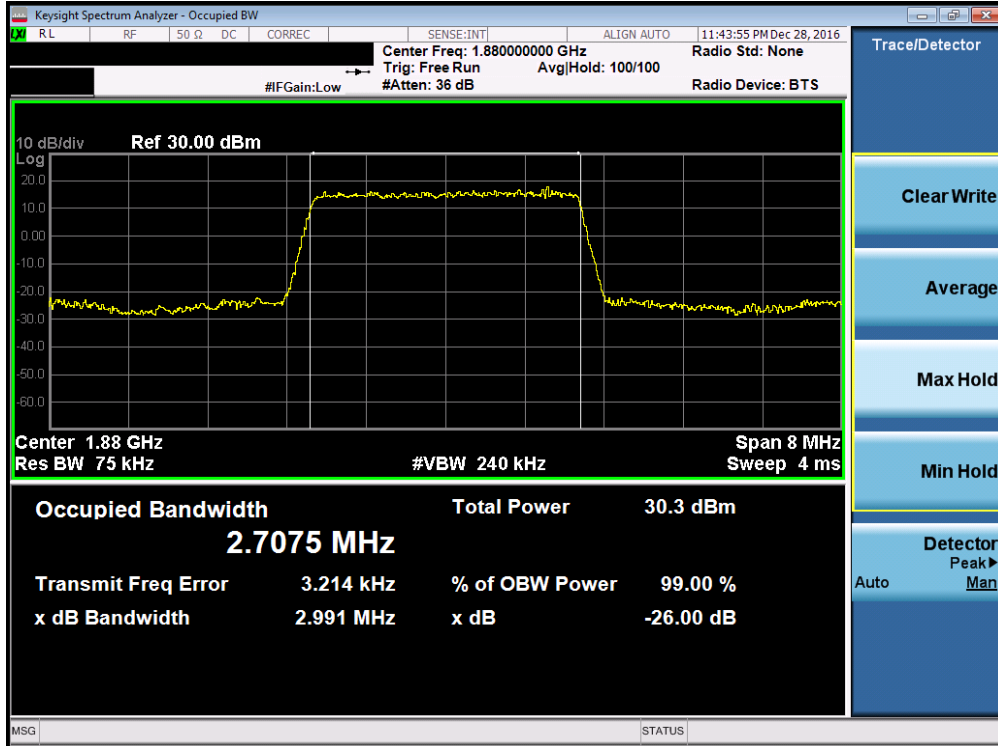 Keysight Spectrum Analyzer - Occupied BW
LXI RL RF 50 Ω DC CORREC SENSE:INT ALIGN AUTO 11:43:55 PM Dec 28, 2016
Center Freq: 1.880000000 GHz Radio Std: None
Trig: Free Run Avg|Hold: 100/100
#IFGain:Low #Atten: 36 dB Radio Device: BTS
10 dB/div Ref 30.00 dBm
Log
20.0
10.0
0.00
-10.0
-20.0
-30.0
-40.0
-50.0
-60.0
Center 1.88 GHz Span 8 MHz
Res BW 75 kHz #VBW 240 kHz Sweep 4 ms
Occupied Bandwidth Total Power 30.3 dBm
2.7075 MHz
Transmit Freq Error 3.214 kHz % of OBW Power 99.00 %
x dB Bandwidth 2.991 MHz x dB -26.00 dB
MSG STATUS
Trace/Detector
Clear Write
Average
Max Hold
Min Hold
Detector
Peak▶
Auto Man